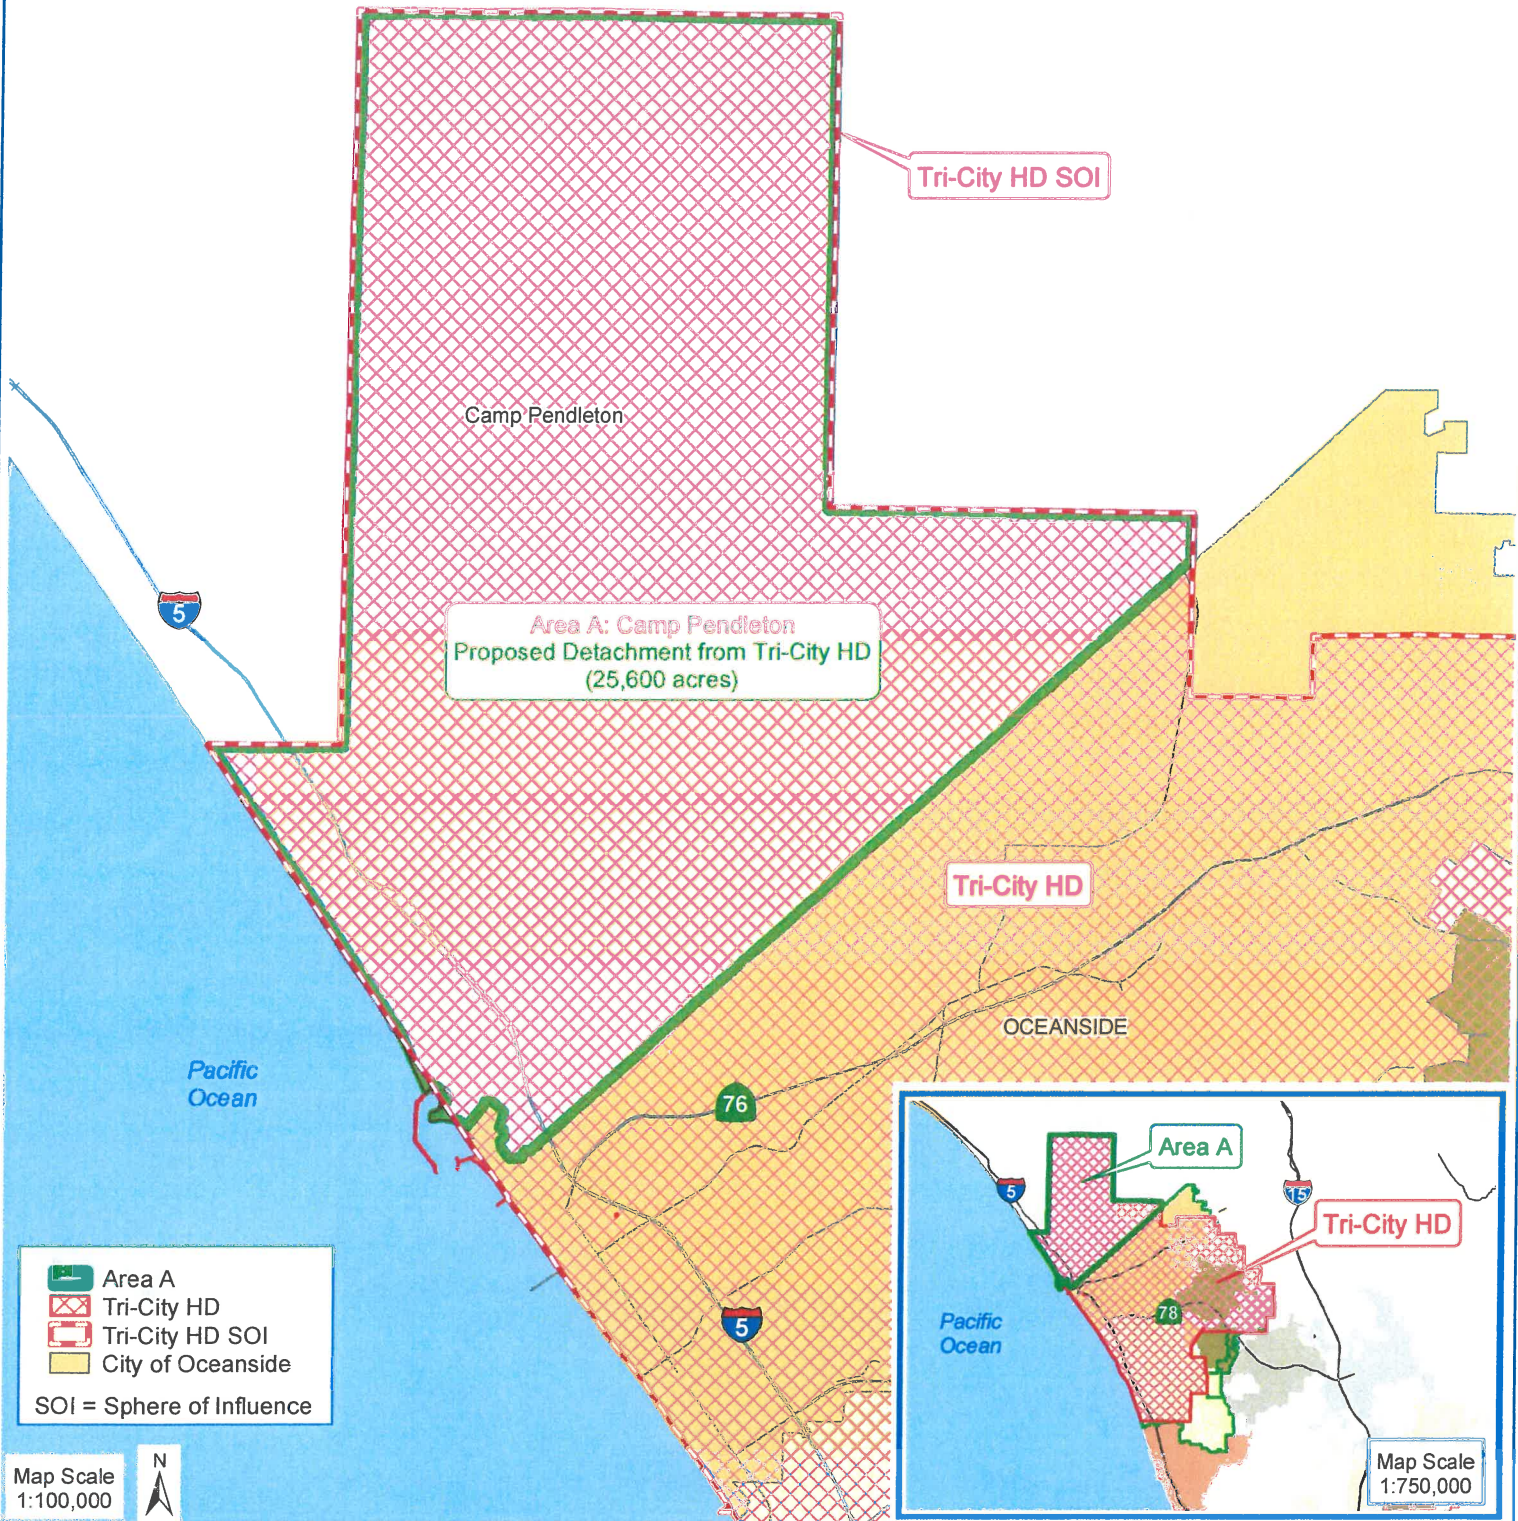 Tri-City HD SOI
Camp Pendleton
5
Area A: Camp Pendleton
Proposed Detachment from Tri-City HD
(25,600 acres)
Tri-City HD
OCEANSIDE
Pacific
Ocean
76
5
Area A
Tri-City HD
Tri-City HD SOI
City of Oceanside
SOI = Sphere of Influence
Map Scale
1:100,000
N
Area A
5
15
Tri-City HD
78
Pacific
Ocean
Map Scale
1:750,000